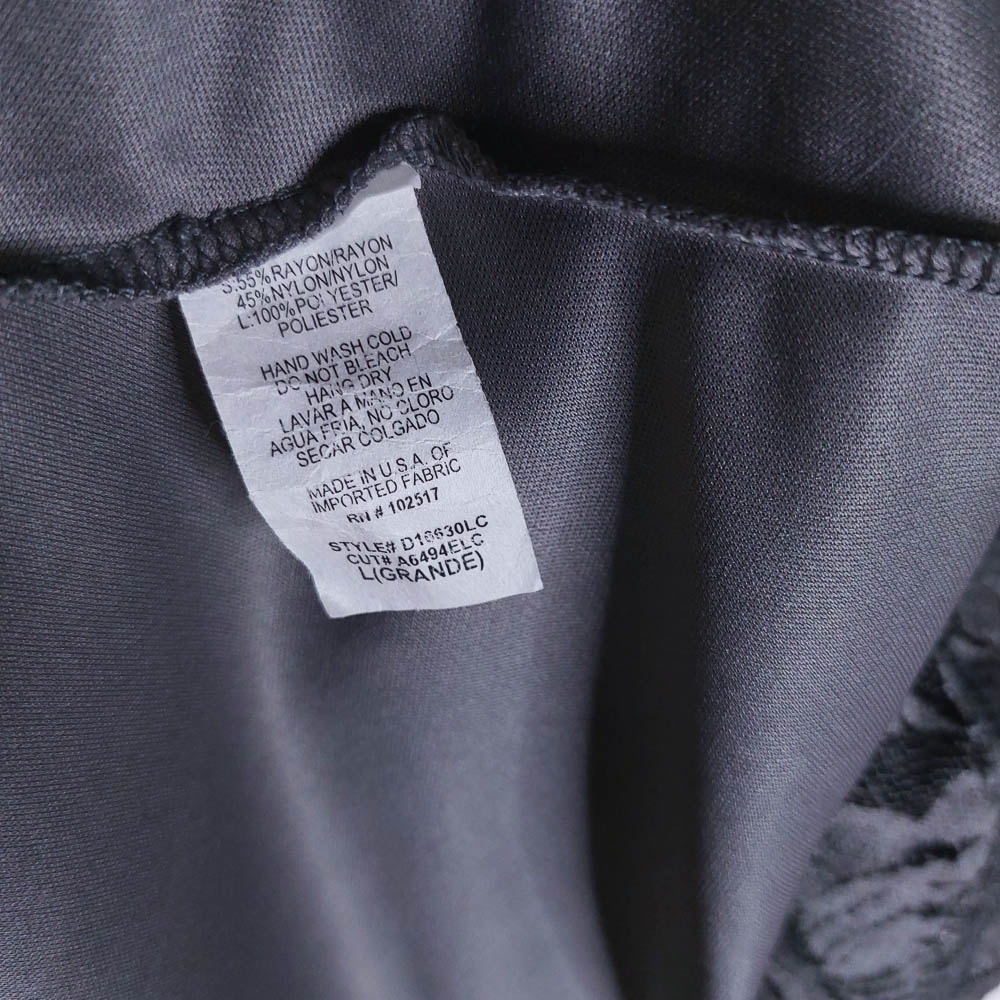 S:55% RAYON/RAYON
45% NYLON/NYLON
L:100% POLYESTER/
POLIESTER
HAND WASH COLD
DO NOT BLEACH
HANG DRY
LAVAR A MANO EN
AGUA FRIA, NO CLORO
SECAR COLGADO
MADE IN U.S.A. OF
IMPORTED FABRIC
RN # 102517
STYLE# D16630LC
CUT# A6494ELC
L(GRANDE)